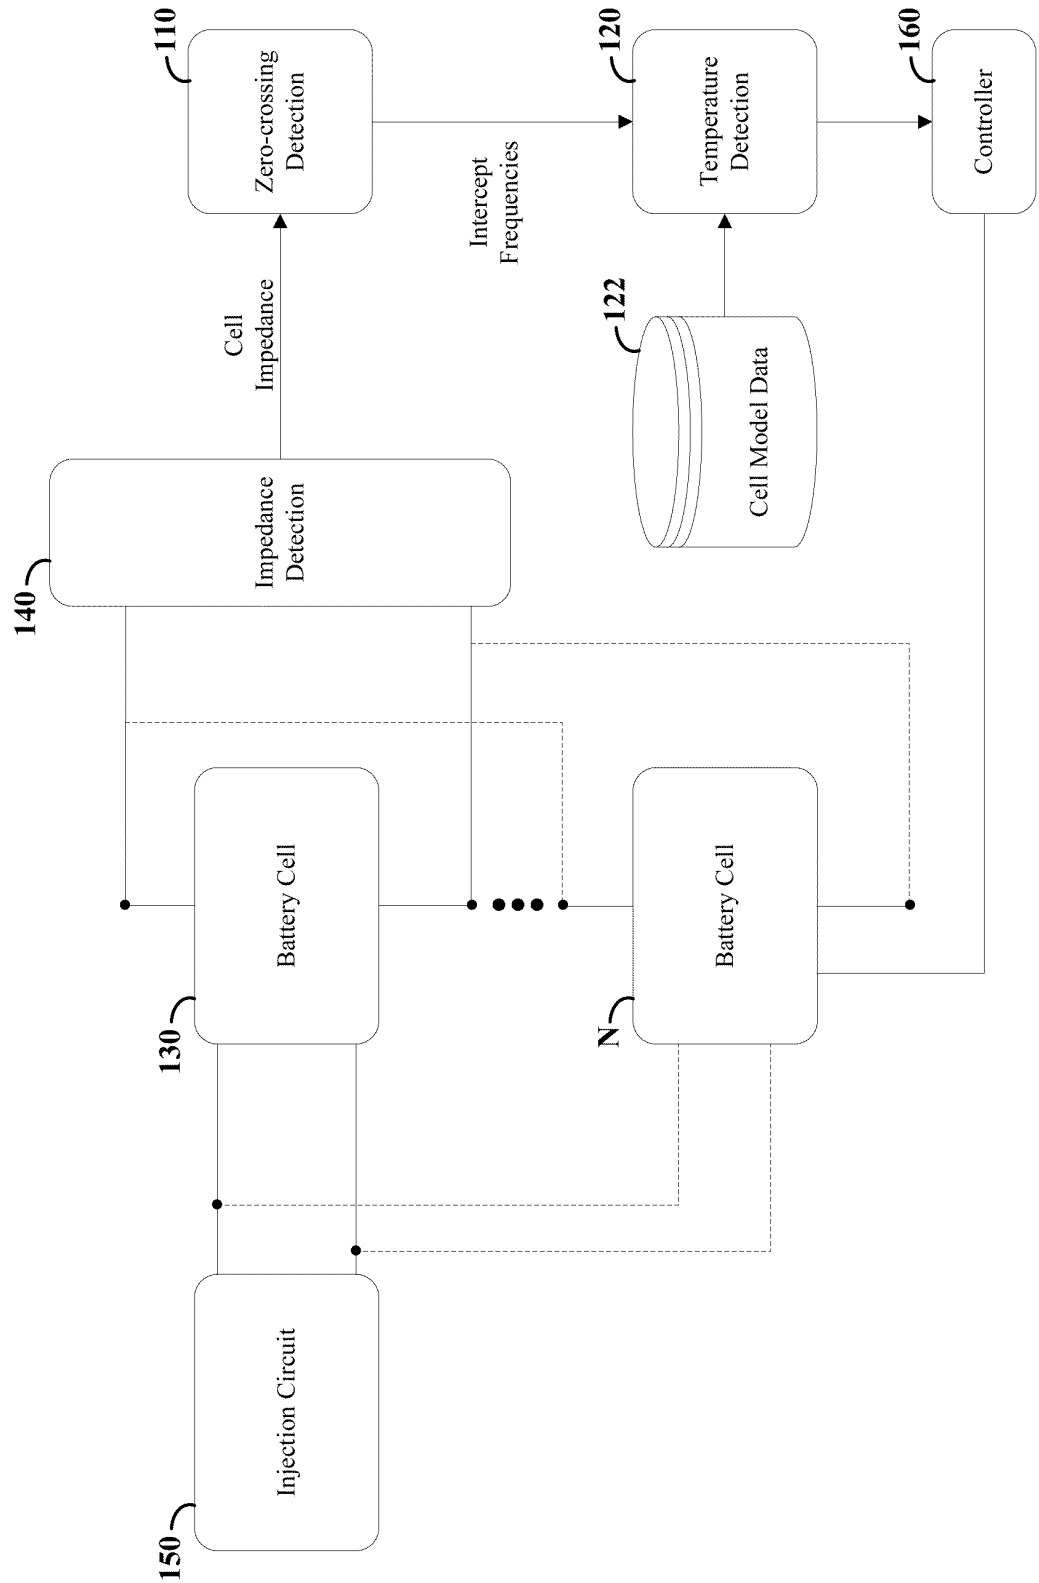 150
Injection Circuit
130
Battery Cell
N
Battery Cell
140
Impedance
Detection
Cell
Impedance
110
Zero-crossing
Detection
Intercept
Frequencies
122
Cell Model Data
120
Temperature
Detection
160
Controller